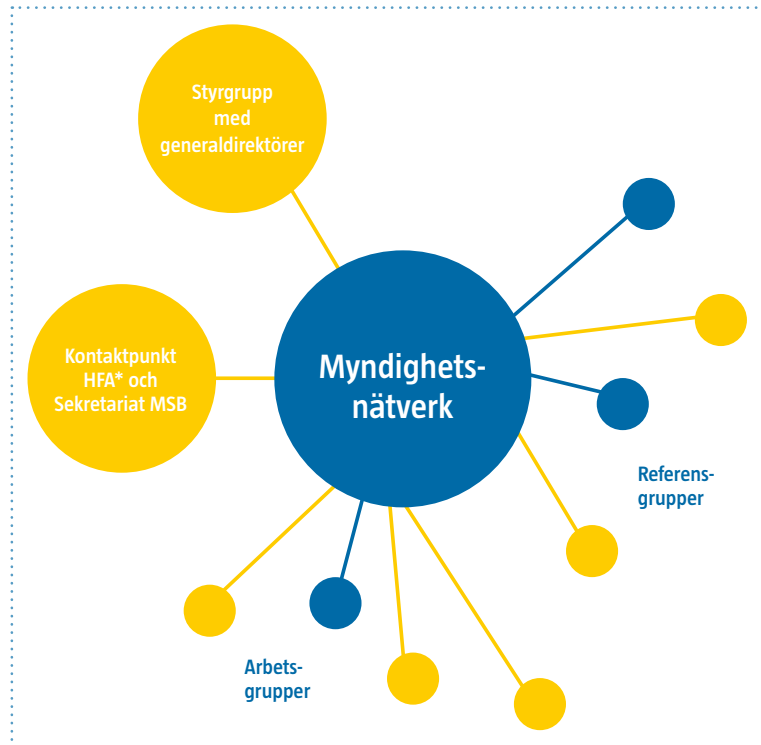 Styrgrupp
med
generaldirektörer
Kontaktpunkt
HFA* och
Sekretariat MSB
Myndighets-
nätverk
Referens-
grupper
Arbets-
grupper